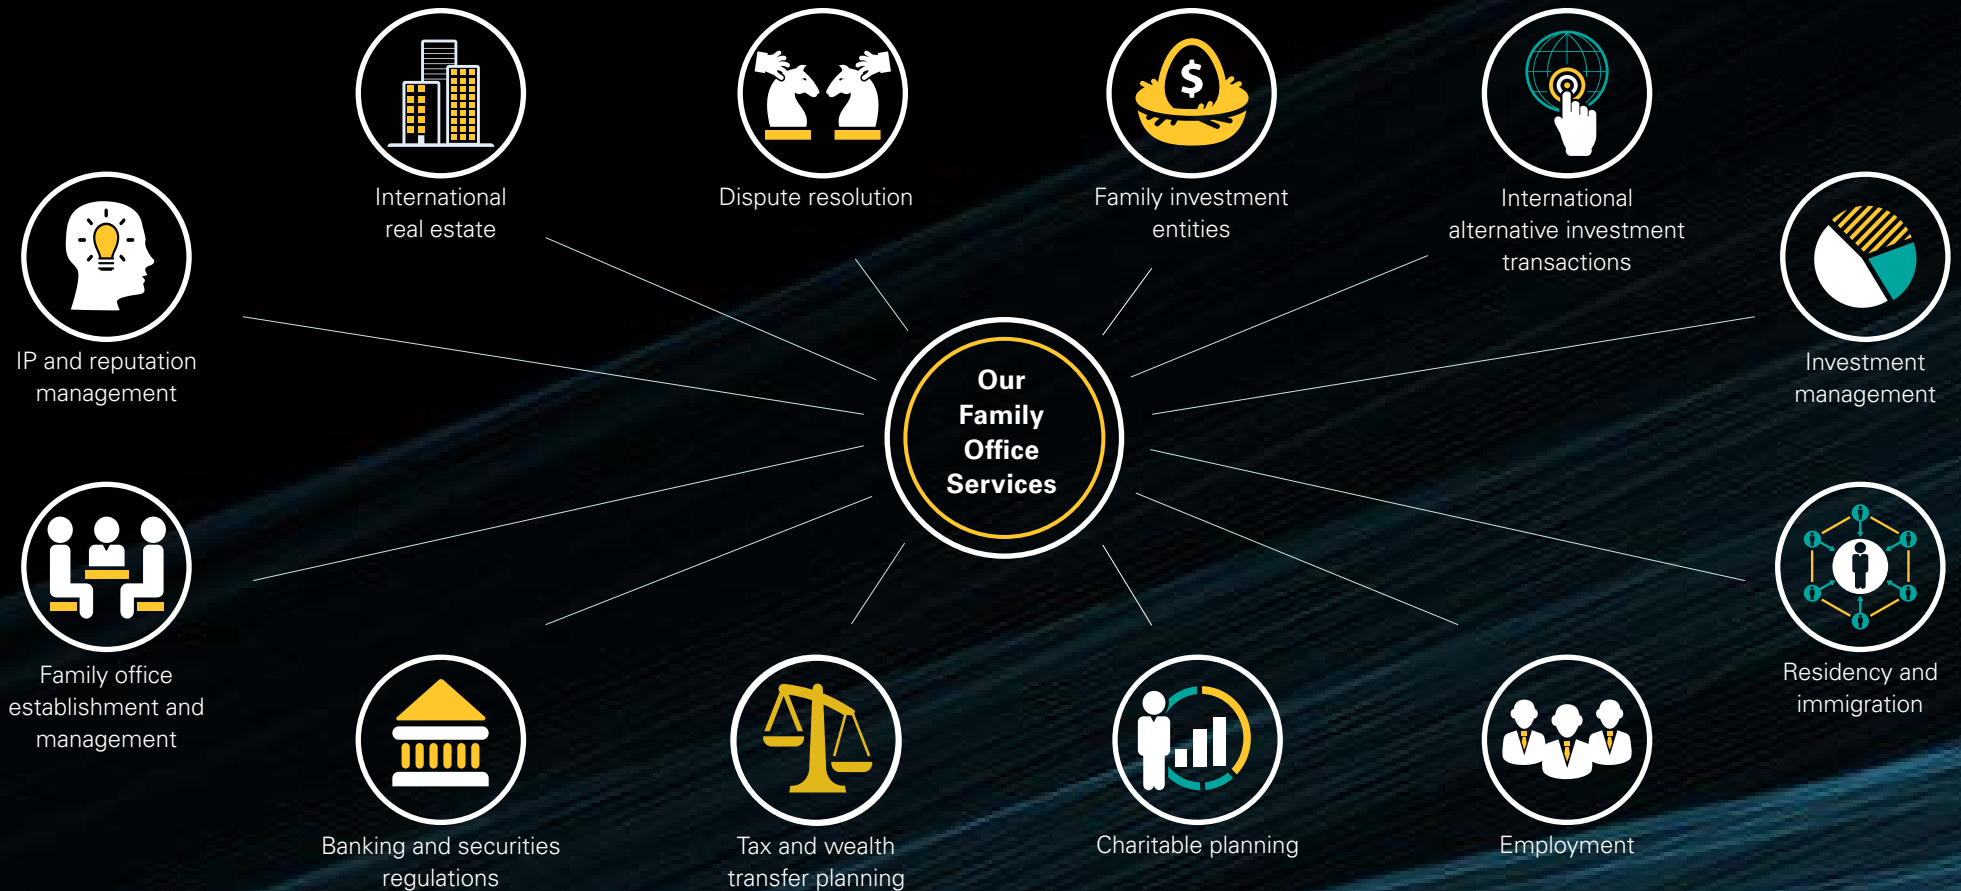 International
real estate
Dispute resolution
$
Family investment
entities
International
alternative investment
transactions
IP and reputation
management
Investment
management
Our
Family
Office
Services
Family office
establishment and
management
Residency and
immigration
Banking and securities
regulations
Tax and wealth
transfer planning
Charitable planning
Employment